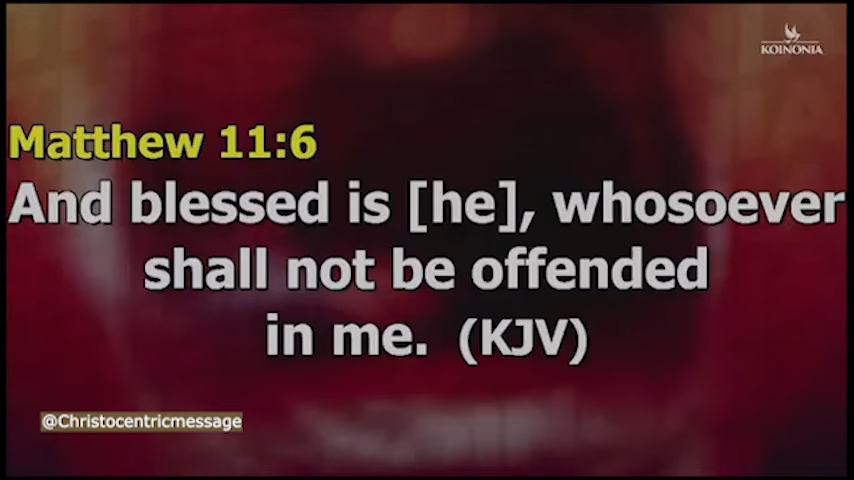 KOINONIA
Matthew 11:6
And blessed is [he], whosoever
shall not be offended
in me. (KJV)
@Christocentricmessage